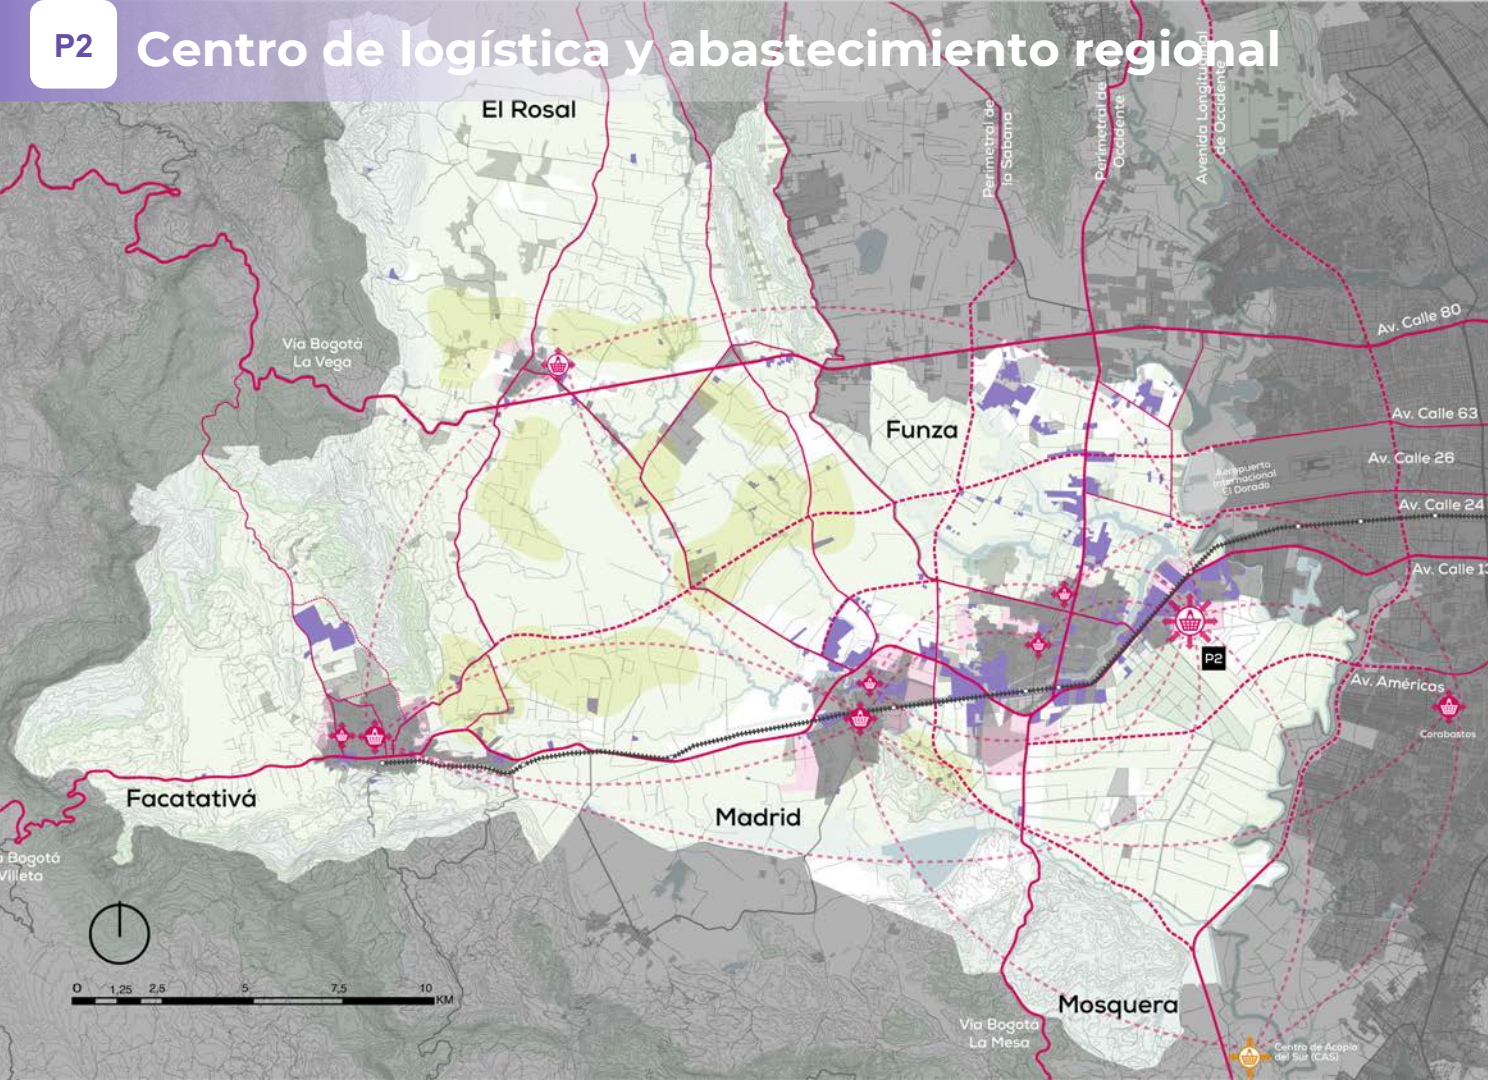 P2
Centro de logística y abastecimiento regional
El Rosal
Perimetral de
la Sabana
Perimetral de
Occidente
Avenida Longitudinal
de Occidente
Vía Bogotá
La Vega
Av. Calle 80
Av. Calle 63
Funza
Av. Calle 26
Aeropuerto
Internacional
El Dorado
Av. Calle 24
Av. Calle 13
P2
Av. Américas
Corabastos
Facatativá
Madrid
Bogotá
Villeta
0
1,25
2,5
5
7,5
10
KM
Mosquera
Vía Bogotá
La Mesa
Centro de Acopio
del Sur (CAS)